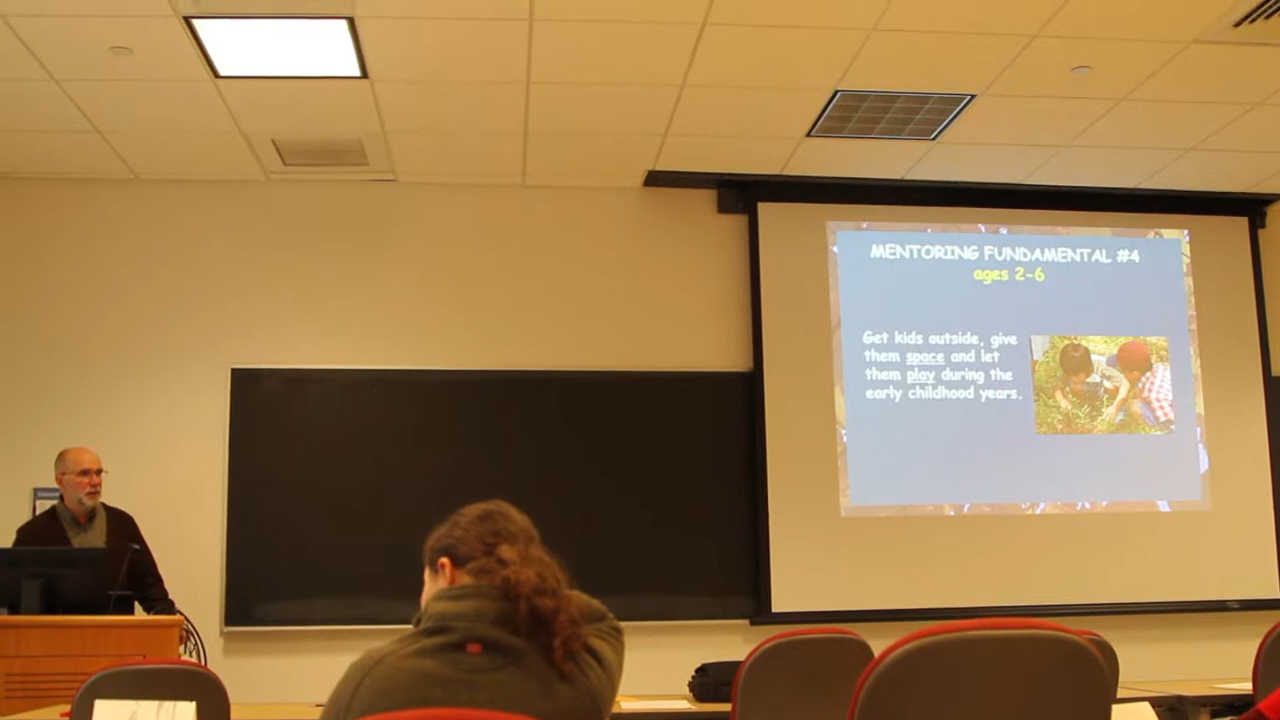 MENTORING FUNDAMENTAL #4
ages 2-6
Get kids outside, give
them space and let
them play during the
early childhood years.